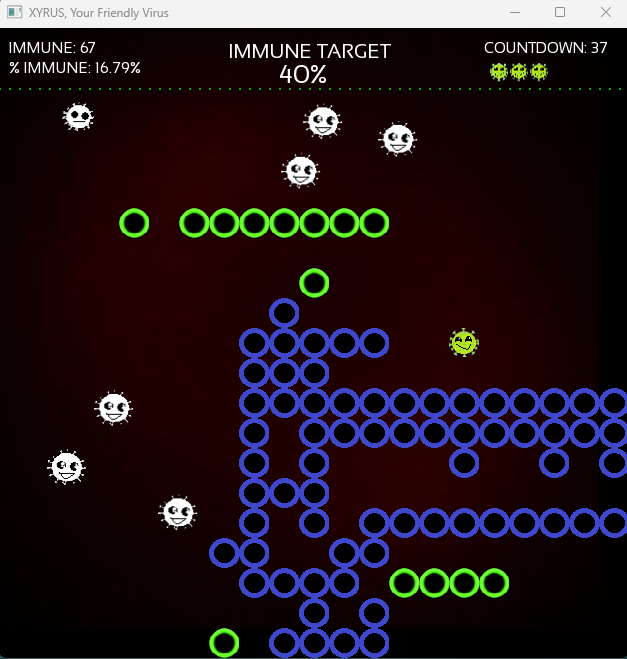 XYRUS, Your Friendly Virus
IMMUNE: 67
% IMMUNE: 16.79%
IMMUNE TARGET
40%
COUNTDOWN: 37